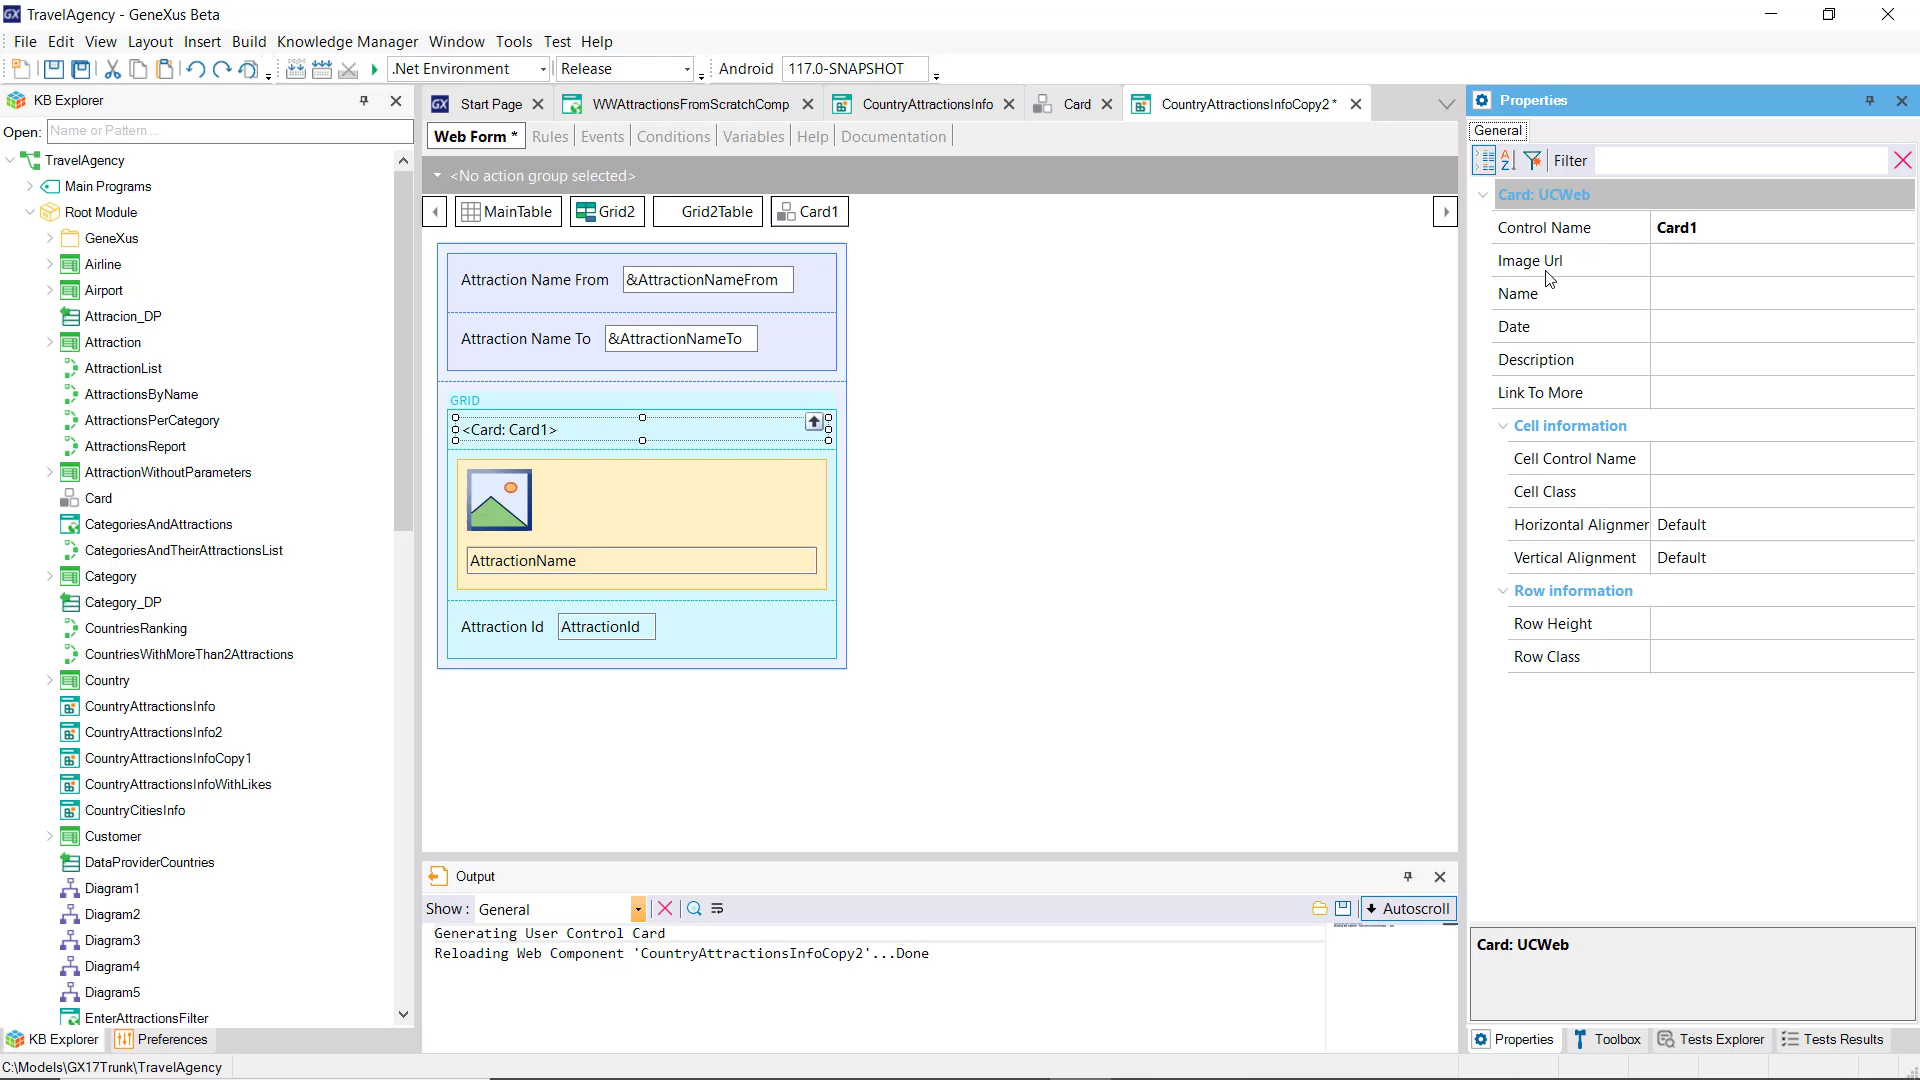 TravelAgency - GeneXus Beta
File Edit View Layout Insert Build Knowledge Manager Window Tools Test Help
.Net Environment Release Android 117.0-SNAPSHOT
KB Explorer
Open: Name or Pattern ...
TravelAgency
Main Programs
Root Module
GeneXus
Airline
Airport
Attracion_DP
Attraction
AttractionList
AttractionsByName
AttractionsPerCategory
AttractionsReport
AttractionWithoutParameters
Card
CategoriesAndAttractions
CategoriesAndTheirAttractionsList
Category
Category_DP
CountriesRanking
CountriesWithMoreThan2Attractions
Country
CountryAttractionsInfo
CountryAttractionsInfo2
CountryAttractionsInfoCopy1
CountryAttractionsInfoWithLikes
CountryCitiesInfo
Customer
DataProviderCountries
Diagram1
Diagram2
Diagram3
Diagram4
Diagram5
EnterAttractionsFilter
KB Explorer Preferences
C:\Models\GX17Trunk\TravelAgency
GX Start Page WWAttractionsFromScratchComp CountryAttractionsInfo Card CountryAttractionsInfoCopy2 *
Web Form * Rules Events Conditions Variables Help Documentation
<No action group selected>
MainTable Grid2 Grid2Table Card1
Attraction Name From &AttractionNameFrom
Attraction Name To &AttractionNameTo
GRID
<Card: Card1>
AttractionName
Attraction Id AttractionId
Output
Show : General Autoscroll
Generating User Control Card
Reloading Web Component 'CountryAttractionsInfoCopy2'...Done
Properties
General
Filter
Card: UCWeb
Control Name Card1
Image Url
Name
Date
Description
Link To More
Cell information
Cell Control Name
Cell Class
Horizontal Alignmer Default
Vertical Alignment Default
Row information
Row Height
Row Class
Card: UCWeb
Properties Toolbox Tests Explorer Tests Results